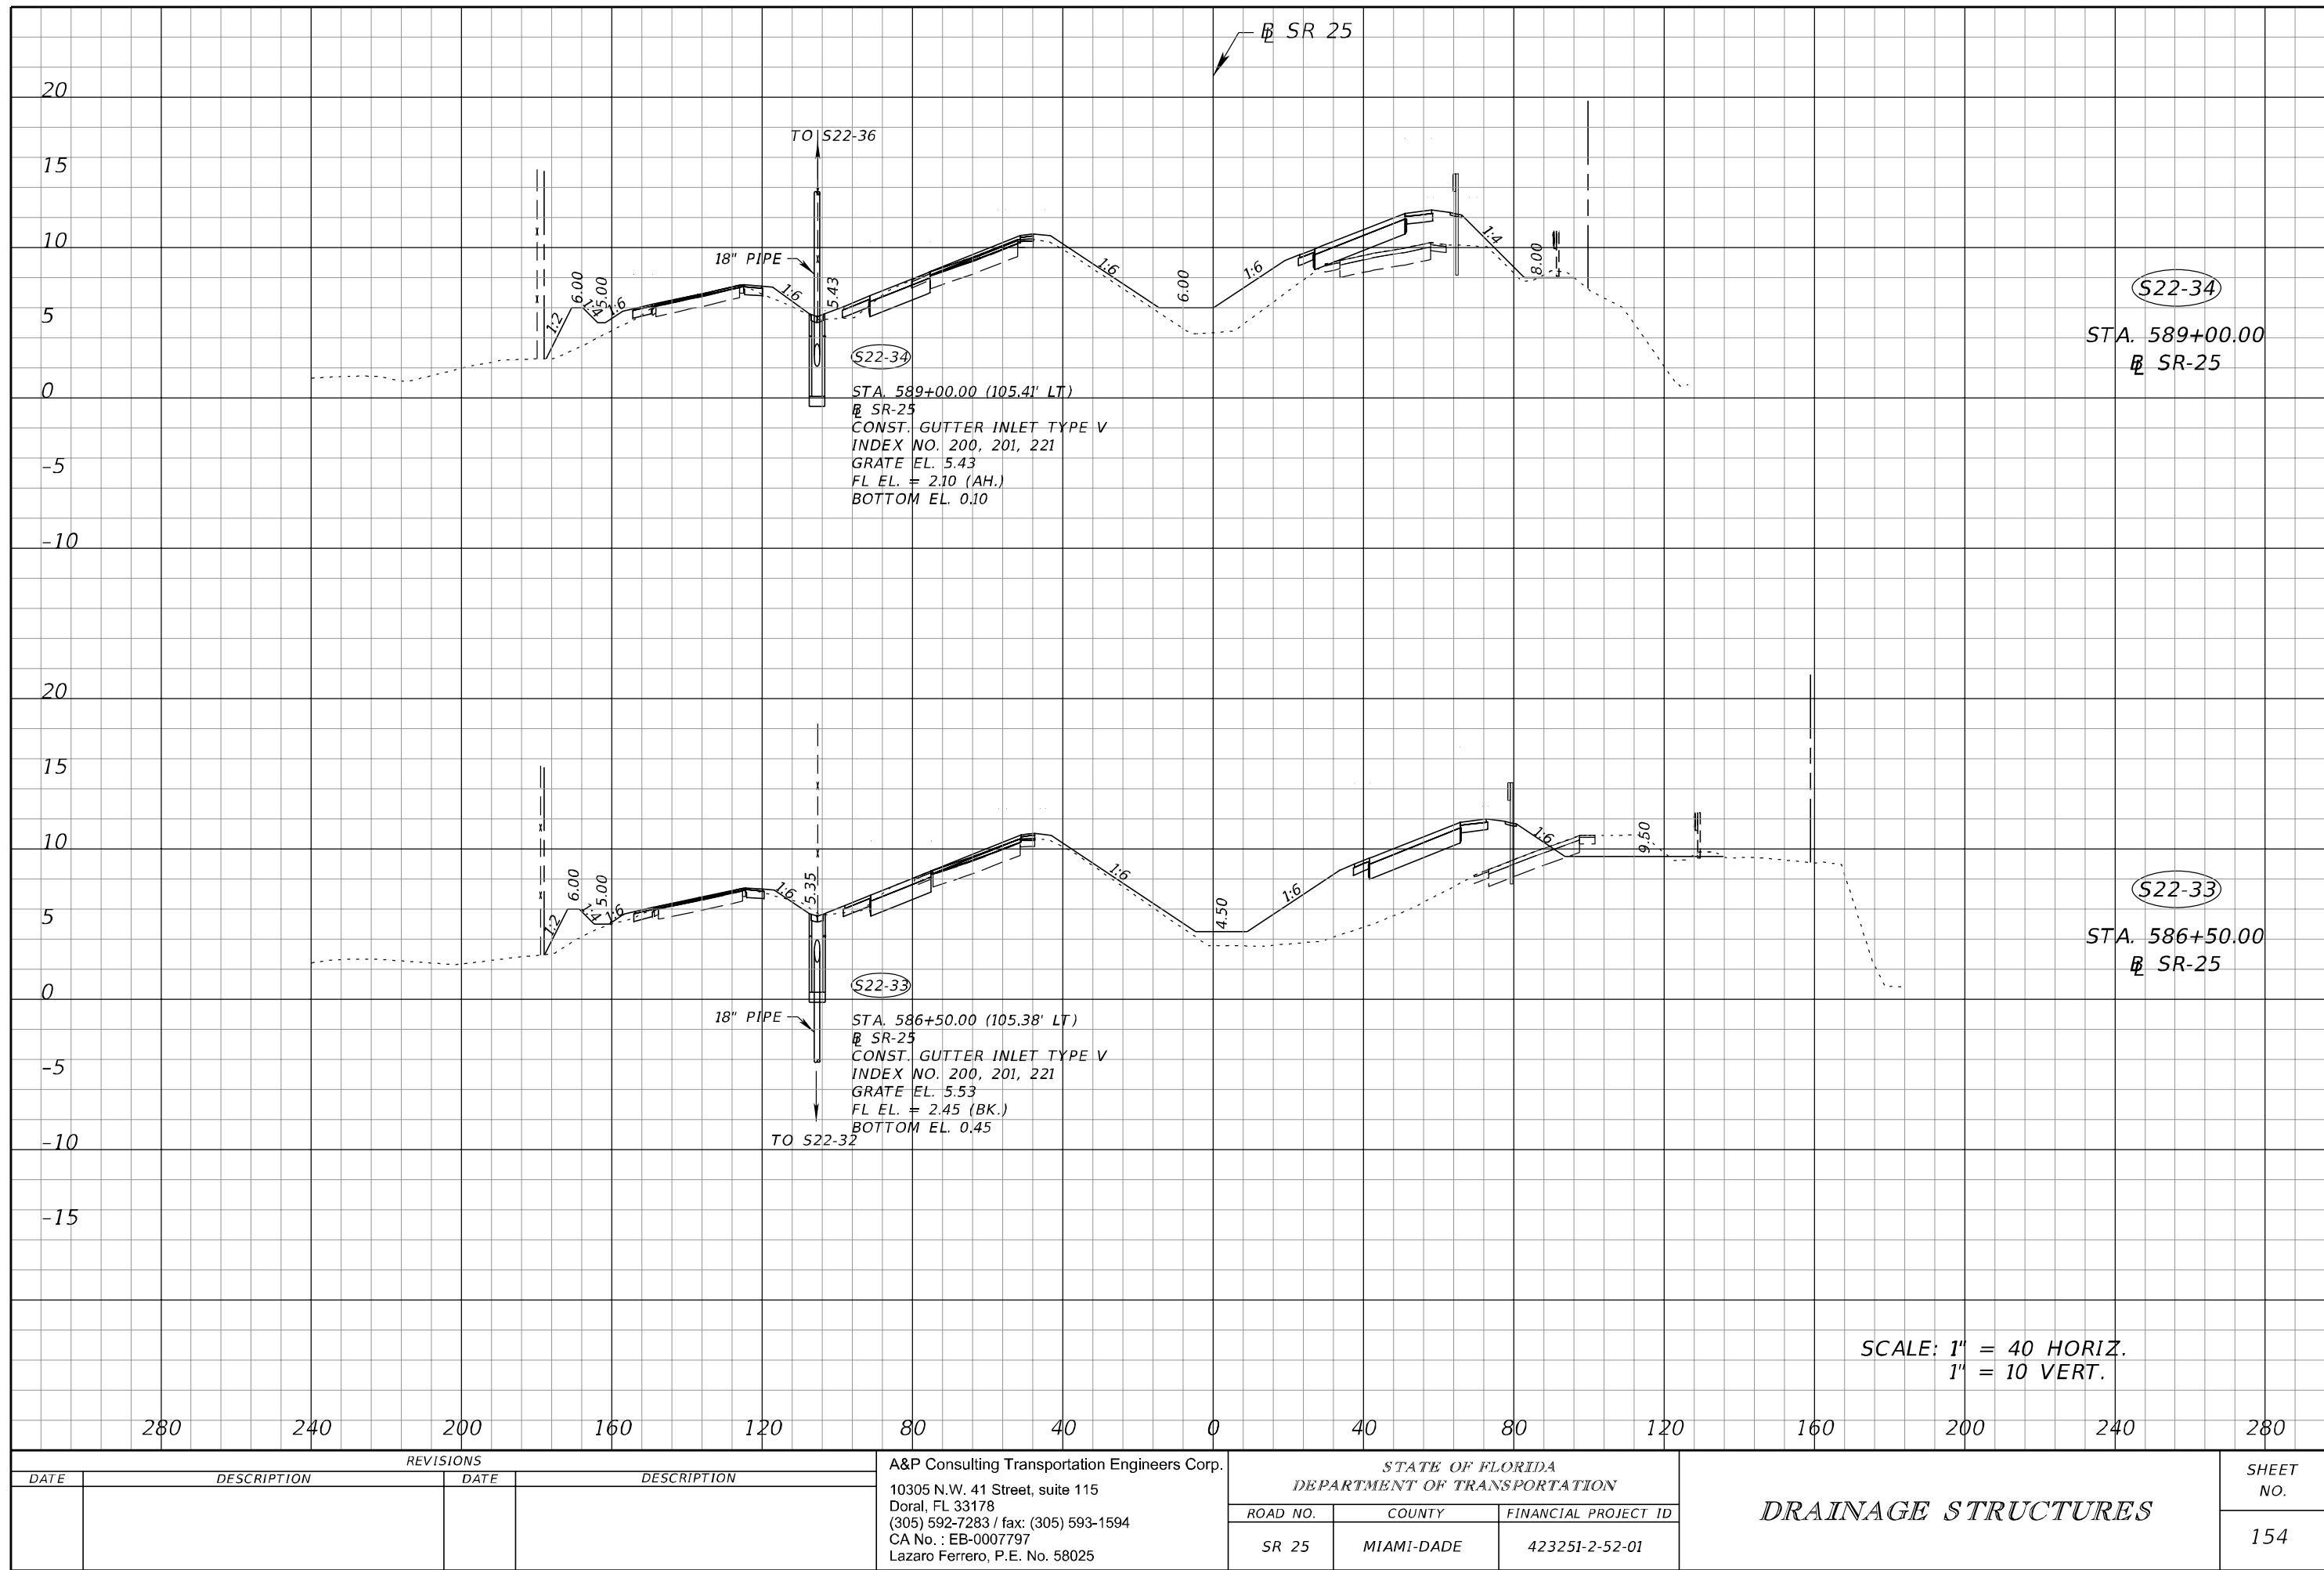 BL SR 25
20
15
10
5
0
-5
-10
TO S22-36
18" PIPE
1:2
6.00
1:4
5.00
1:6
1:6
5.43
1:6
6.00
1:6
1:4
8.00
S22-34
STA. 589+00.00 (105.41' LT)
BL SR-25
CONST. GUTTER INLET TYPE V
INDEX NO. 200, 201, 221
GRATE EL. 5.43
FL EL. = 2.10 (AH.)
BOTTOM EL. 0.10
S22-34
STA. 589+00.00
BL SR-25
20
15
10
5
0
-5
-10
-15
1:2
6.00
1:4
5.00
1:6
1:6
5.35
1:6
4.50
1:6
1:6
9.50
S22-33
18" PIPE
STA. 586+50.00 (105.38' LT)
BL SR-25
CONST. GUTTER INLET TYPE V
INDEX NO. 200, 201, 221
GRATE EL. 5.53
FL EL. = 2.45 (BK.)
BOTTOM EL. 0.45
TO S22-32
S22-33
STA. 586+50.00
BL SR-25
SCALE: 1" = 40 HORIZ.
1" = 10 VERT.
280 240 200 160 120 80 40 0 40 80 120 160 200 240 280
REVISIONS
DATE DESCRIPTION DATE DESCRIPTION
A&P Consulting Transportation Engineers Corp.
10305 N.W. 41 Street, suite 115
Doral, FL 33178
(305) 592-7283 / fax: (305) 593-1594
CA No. : EB-0007797
Lazaro Ferrero, P.E. No. 58025
STATE OF FLORIDA
DEPARTMENT OF TRANSPORTATION
ROAD NO. COUNTY FINANCIAL PROJECT ID
SR 25 MIAMI-DADE 423251-2-52-01
DRAINAGE STRUCTURES
SHEET
NO.
154